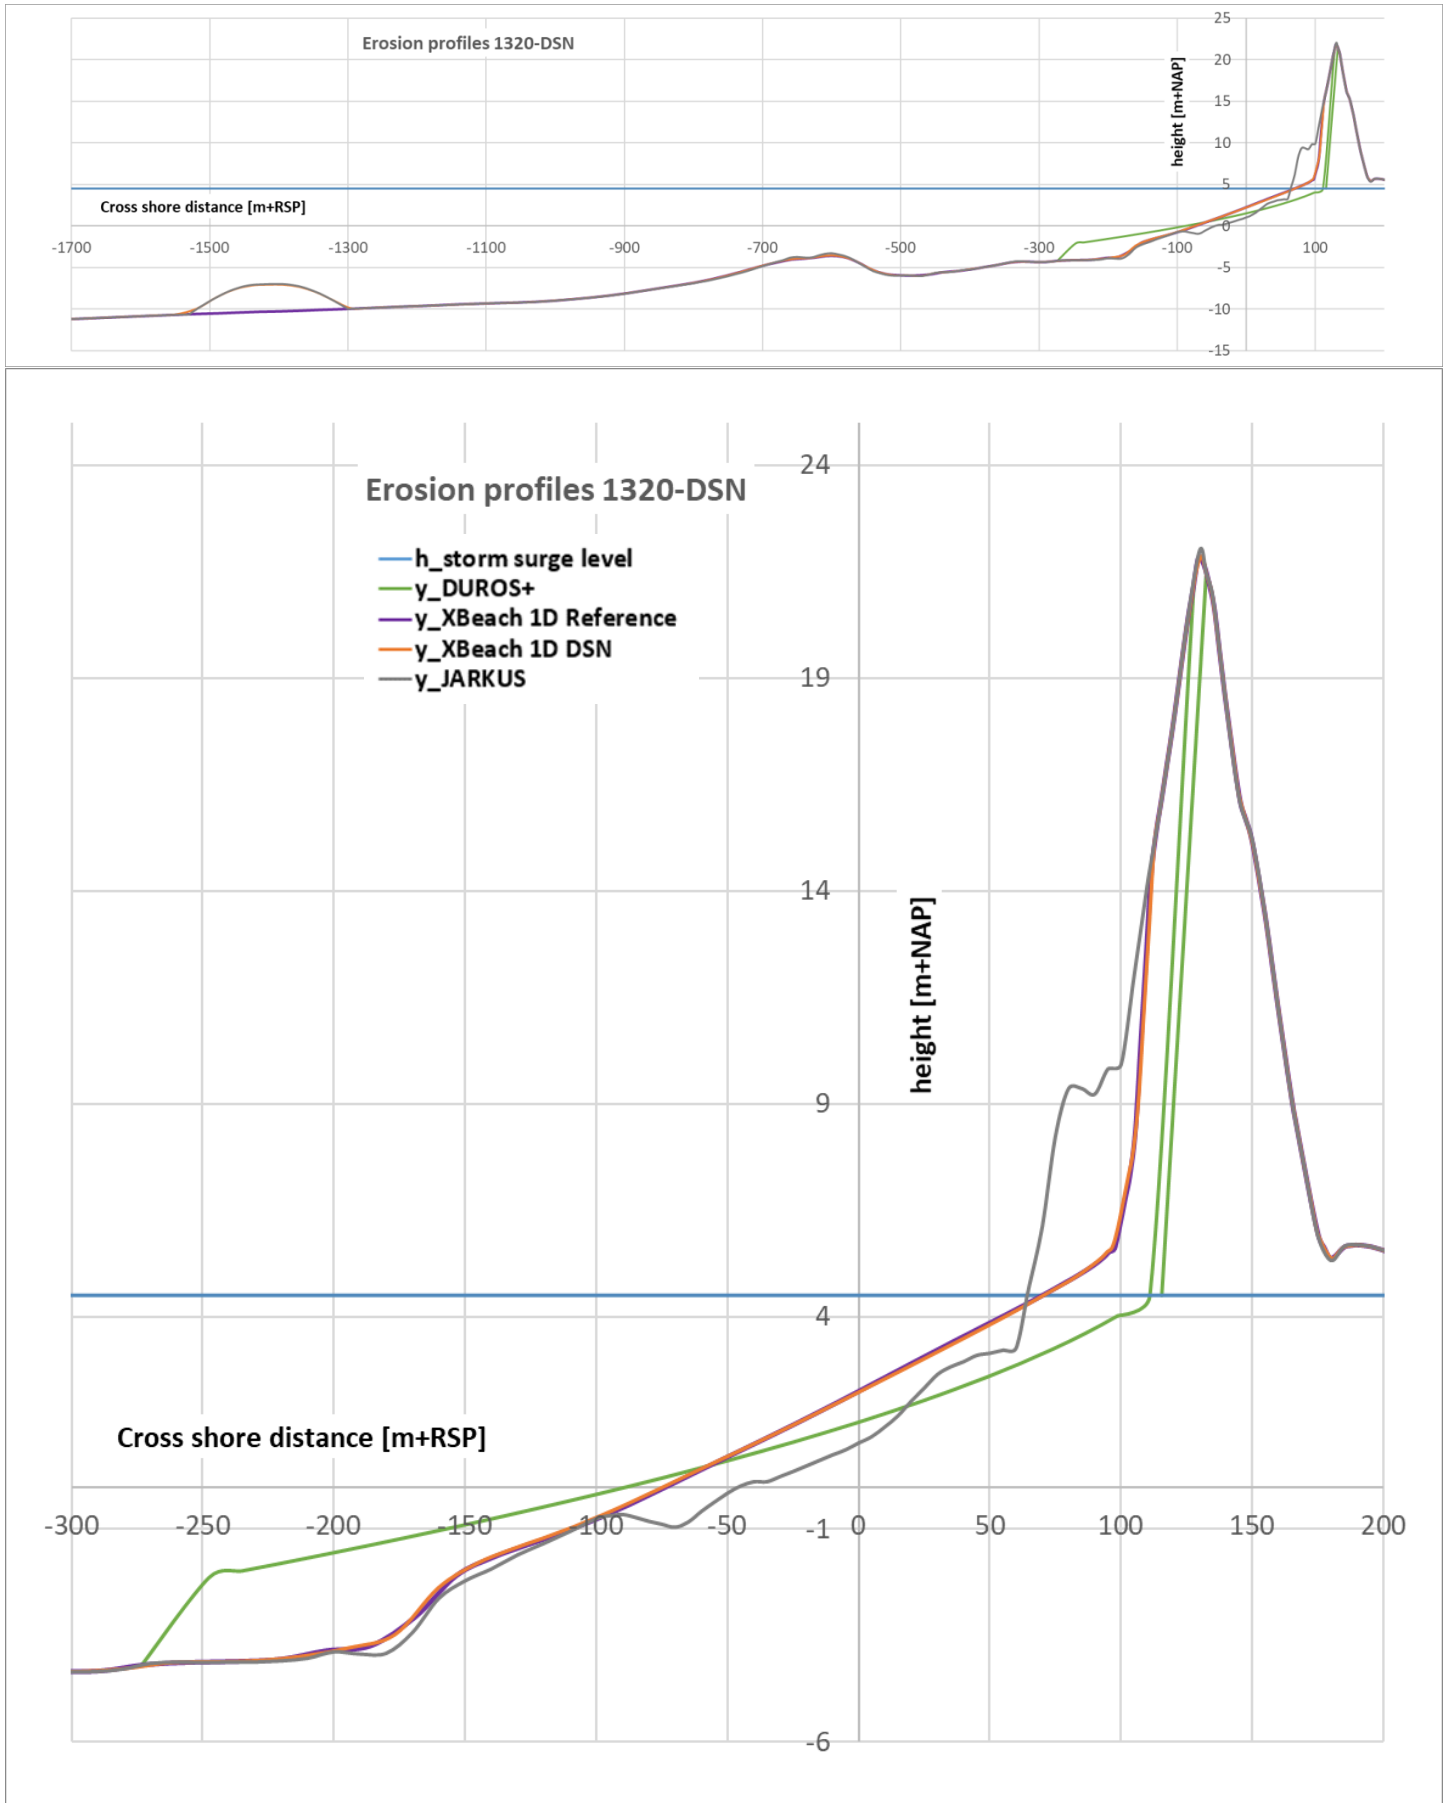 25
Erosion profiles 1320-DSN
20
height [m+NAP]
15
10
5
Cross shore distance [m+RSP]
0
-1700 -1500 -1300 -1100 -900 -700 -500 -300 -100 100
-5
-10
-15
24
Erosion profiles 1320-DSN
h_storm surge level
y_DUROS+
y_XBeach 1D Reference
y_XBeach 1D DSN
y_JARKUS
19
14
height [m+NAP]
9
4
Cross shore distance [m+RSP]
-300 -250 -200 -150 -100 -50 -1 0 50 100 150 200
-6